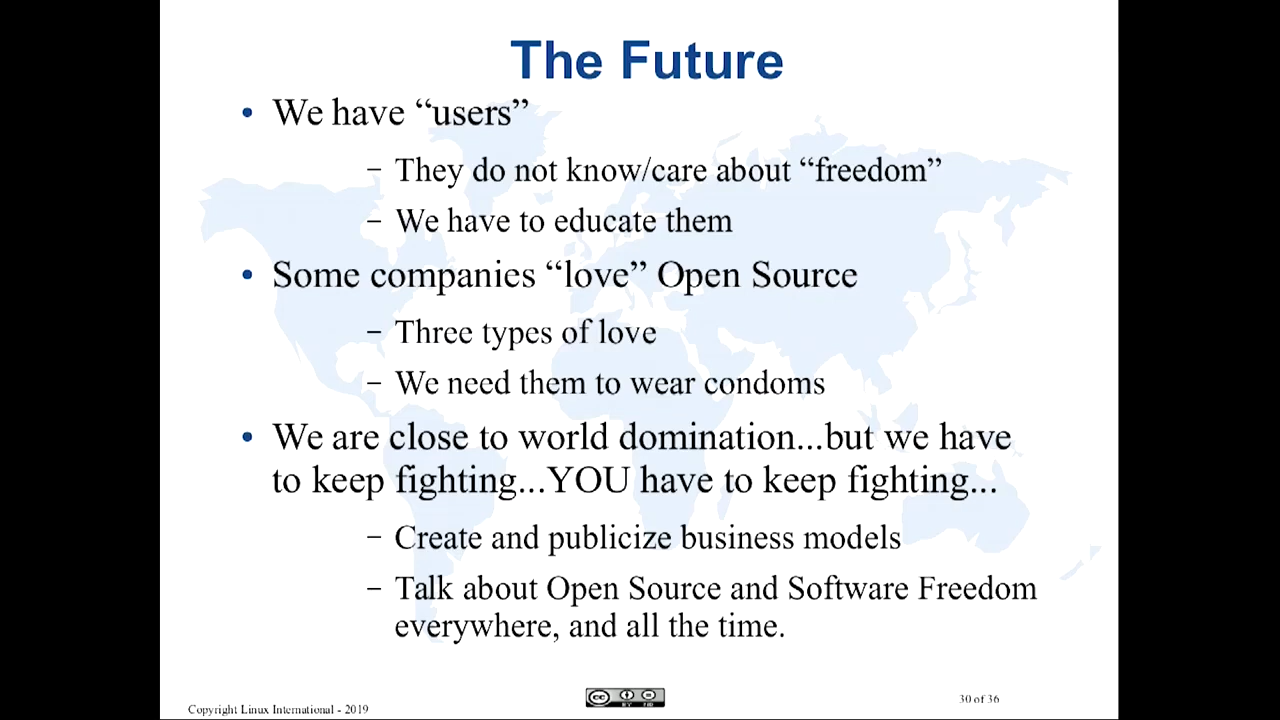 The Future
• We have “users”
– They do not know/care about “freedom”
– We have to educate them
• Some companies “love” Open Source
– Three types of love
– We need them to wear condoms
• We are close to world domination...but we have
to keep fighting...YOU have to keep fighting...
– Create and publicize business models
– Talk about Open Source and Software Freedom
everywhere, and all the time.
Copyright Linux International - 2019
cc BY ND
30 of 36